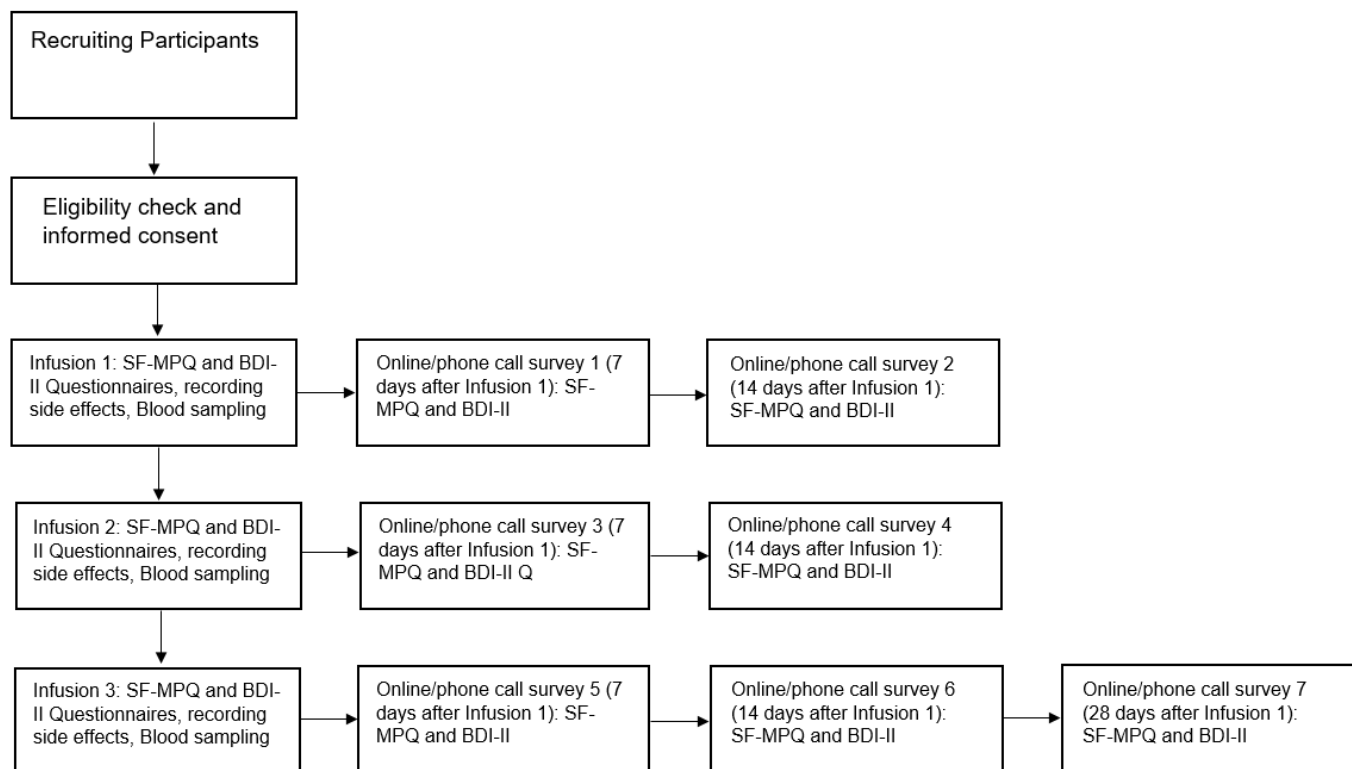 Recruiting Participants
Eligibility check and
informed consent
Infusion 1: SF-MPQ and BDI-
II Questionnaires, recording
side effects, Blood sampling
Online/phone call survey 1 (7
days after Infusion 1): SF-
MPQ and BDI-II
Online/phone call survey 2
(14 days after Infusion 1):
SF-MPQ and BDI-II
Infusion 2: SF-MPQ and BDI-
II Questionnaires, recording
side effects, Blood sampling
Online/phone call survey 3 (7
days after Infusion 1): SF-
MPQ and BDI-II Q
Online/phone call survey 4
(14 days after Infusion 1):
SF-MPQ and BDI-II
Infusion 3: SF-MPQ and BDI-
II Questionnaires, recording
side effects, Blood sampling
Online/phone call survey 5 (7
days after Infusion 1): SF-
MPQ and BDI-II
Online/phone call survey 6
(14 days after Infusion 1):
SF-MPQ and BDI-II
Online/phone call survey 7
(28 days after Infusion 1):
SF-MPQ and BDI-II